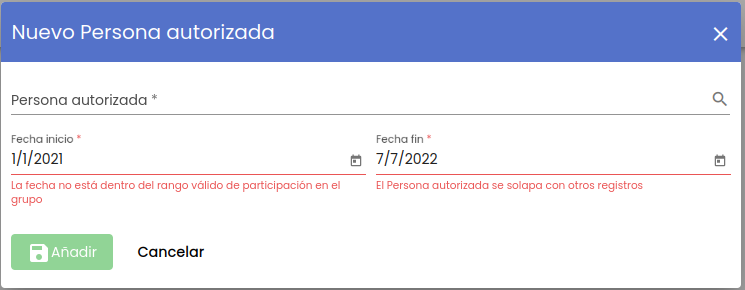 Nuevo Persona autorizada
Persona autorizada *
Fecha inicio *
1/1/2021
La fecha no está dentro del rango válido de participación en el
grupo
Fecha fin *
7/7/2022
El Persona autorizada se solapa con otros registros
Añadir
Cancelar